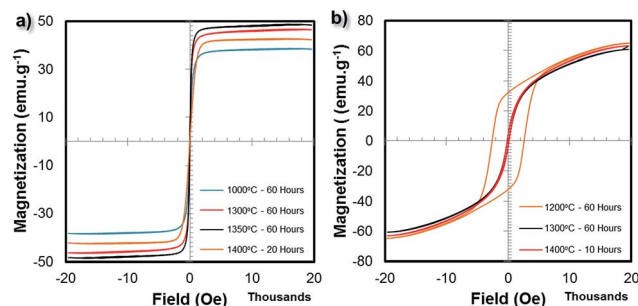 a)
Magnetization (emu.g⁻¹)
50
30
10
-10
-30
-50
-20
-10
0
10
20
Field (Oe)
Thousands
1000ºC - 60 Hours
1300ºC - 60 Hours
1350ºC - 60 Hours
1400ºC - 20 Hours
b)
Magnetization ( (emu.g⁻¹)
80
60
40
20
0
-20
-40
-60
-80
-20
-10
0
10
20
Field (Oe)
Thousands
1200ºC - 60 Hours
1300ºC - 60 Hours
1400ºC - 10 Hours